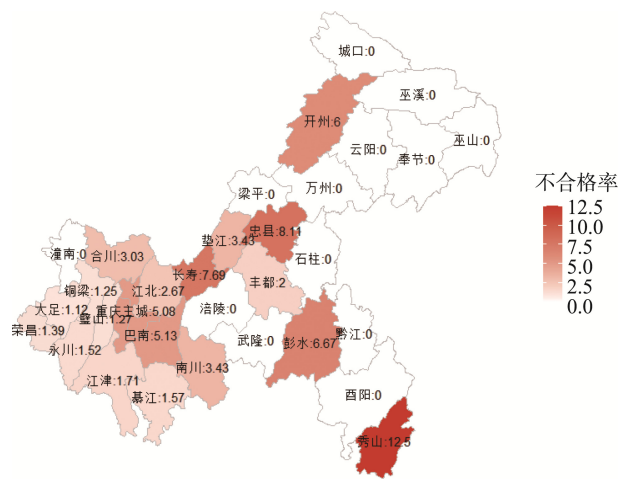 城口:0
巫溪:0
开州:6
云阳:0
奉节:0
巫山:0
万州:0
梁平:0
忠县:8.11
垫江:3.43
石柱:0
潼南:0
合川:3.03
长寿:7.69
丰都:2
铜梁:1.25
江北:2.67
大足:1.12
重庆主城:5.08
涪陵:0
荣昌:1.39
璧山:1.27
巴南:5.13
武隆:0
彭水:6.67
黔江:0
永川:1.52
南川:3.43
江津:1.71
綦江:1.57
酉阳:0
秀山:12.5
不合格率
12.5
10.0
7.5
5.0
2.5
0.0